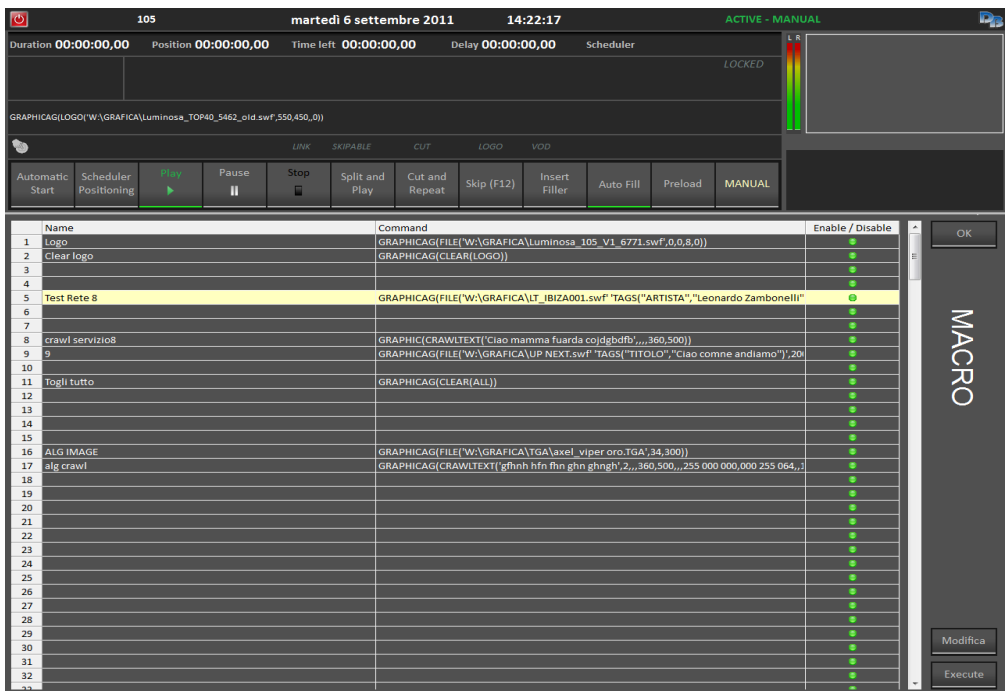 105 martedì 6 settembre 2011 14:22:17 ACTIVE - MANUAL DB
Duration 00:00:00,00 Position 00:00:00,00 Time left 00:00:00,00 Delay 00:00:00,00 Scheduler
L R
LOCKED
GRAPHICAG(LOGO('W:\GRAFICA\Luminosa_TOP40_5462_old.swf',550,450,,0))
LINK SKIPABLE CUT LOGO VOD
Automatic Start
Scheduler Positioning
Play
Pause
Stop
Split and Play
Cut and Repeat
Skip (F12)
Insert Filler
Auto Fill
Preload
MANUAL
Name Command Enable / Disable
1 Logo GRAPHICAG(FILE('W:\GRAFICA\Luminosa_105_V1_6771.swf',0,0,8,0))
2 Clear logo GRAPHICAG(CLEAR(LOGO))
3
4
5 Test Rete 8 GRAPHICAG(FILE('W:\GRAFICA\LT_IBIZA001.swf' 'TAGS("ARTISTA","Leonardo Zambonelli"
6
7
8 crawl servizio8 GRAPHIC(CRAWLTEXT('Ciao mamma fuarda cojdgbdfb',,,,360,500))
9 9 GRAPHICAG(FILE('W:\GRAFICA\UP NEXT.swf' 'TAGS("TITOLO","Ciao comne andiamo")',20
10
11 Togli tutto GRAPHICAG(CLEAR(ALL))
12
13
14
15
16 ALG IMAGE GRAPHICAG(FILE('W:\GRAFICA\TGA\axel_viper oro.TGA',34,300))
17 alg crawl GRAPHICAG(CRAWLTEXT('gfhnh hfn fhn ghn ghngh',2,,,360,500,,,255 000 000,000 255 064,,1
18
19
20
21
22
23
24
25
26
27
28
29
30
31
32
OK
MACRO
Modifica
Execute